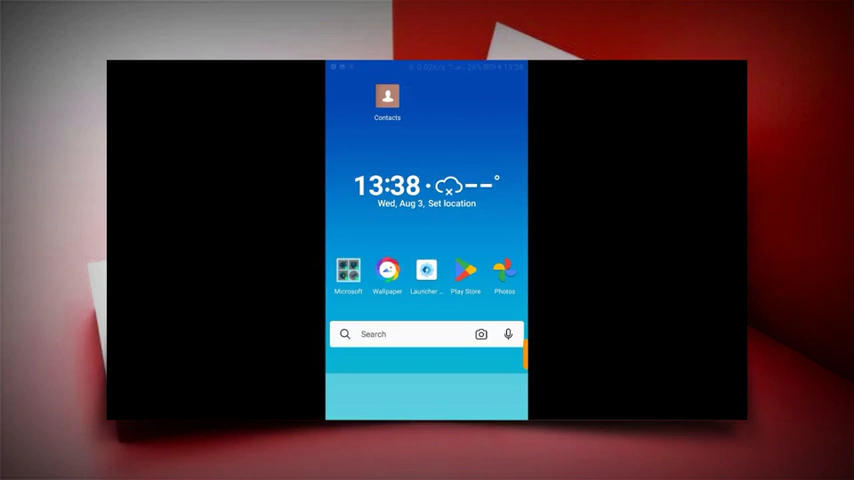 Contacts
13:38 · --°
Wed, Aug 3, Set location
Microsoft Wallpaper Launcher ... Play Store Photos
Search